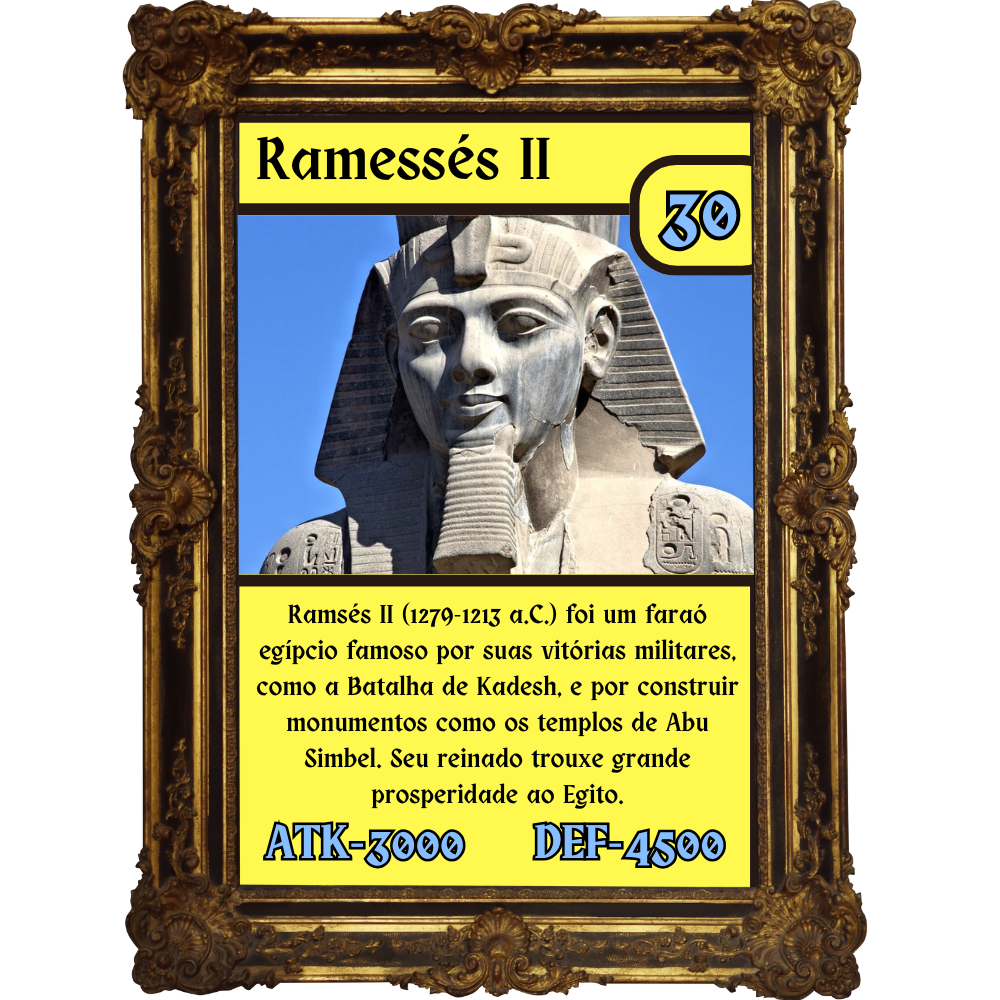 Ramessés II
30
Ramsés II (1279-1213 a.C.) foi um faraó
egípcio famoso por suas vitórias militares,
como a Batalha de Kadesh, e por construir
monumentos como os templos de Abu
Simbel. Seu reinado trouxe grande
prosperidade ao Egito.
ATK-3000 DEF-4500